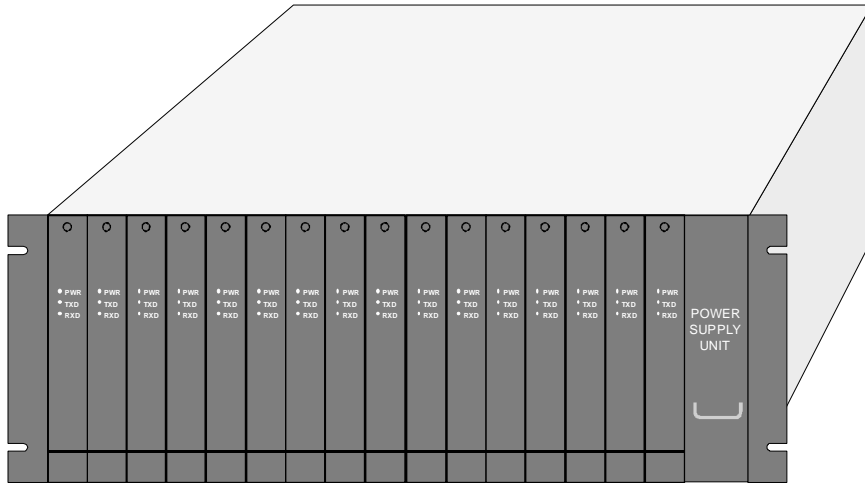 PWR PWR PWR PWR PWR PWR PWR PWR PWR PWR PWR PWR PWR PWR PWR PWR
TXD TXD TXD TXD TXD TXD TXD TXD TXD TXD TXD TXD TXD TXD TXD TXD
RXD RXD RXD RXD RXD RXD RXD RXD RXD RXD RXD RXD RXD RXD RXD RXD
POWER
SUPPLY
UNIT